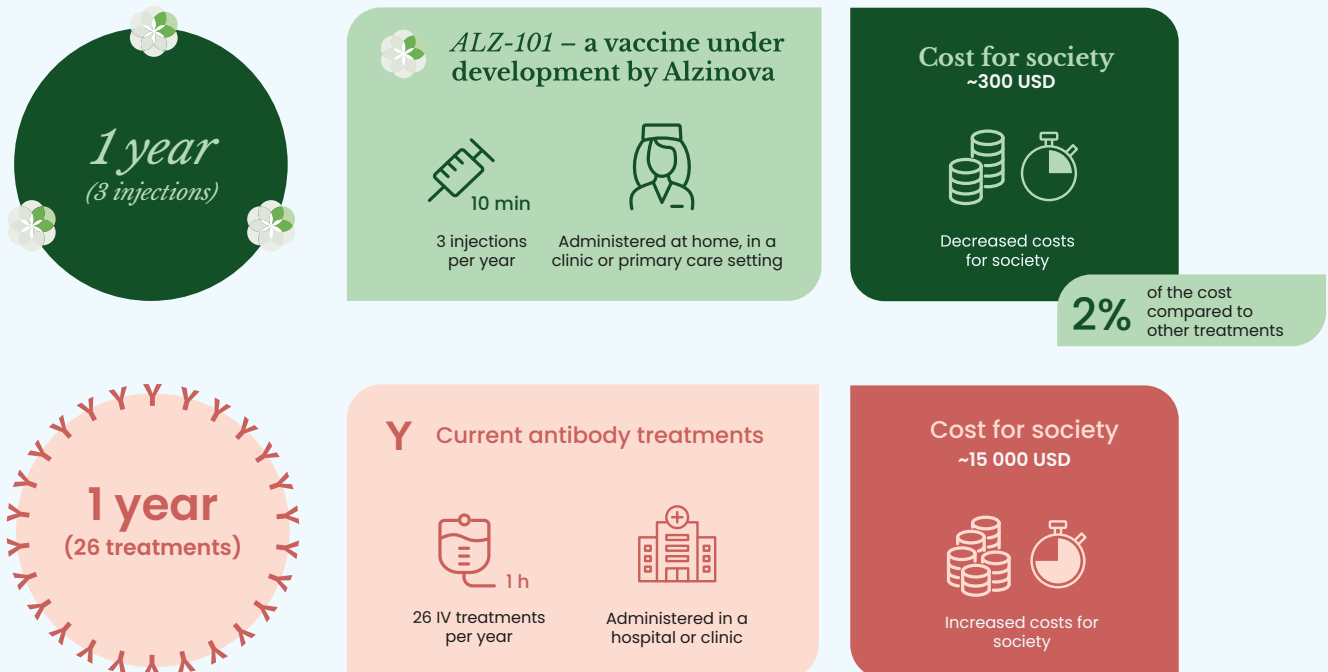 1 year
(3 injections)
ALZ-101 – a vaccine under
development by Alzinova
10 min
3 injections
per year
Administered at home, in a
clinic or primary care setting
Cost for society
~300 USD
Decreased costs
for society
2%
of the cost
compared to
other treatments
1 year
(26 treatments)
Y Current antibody treatments
1 h
26 IV treatments
per year
Administered in a
hospital or clinic
Cost for society
~15 000 USD
Increased costs for
society